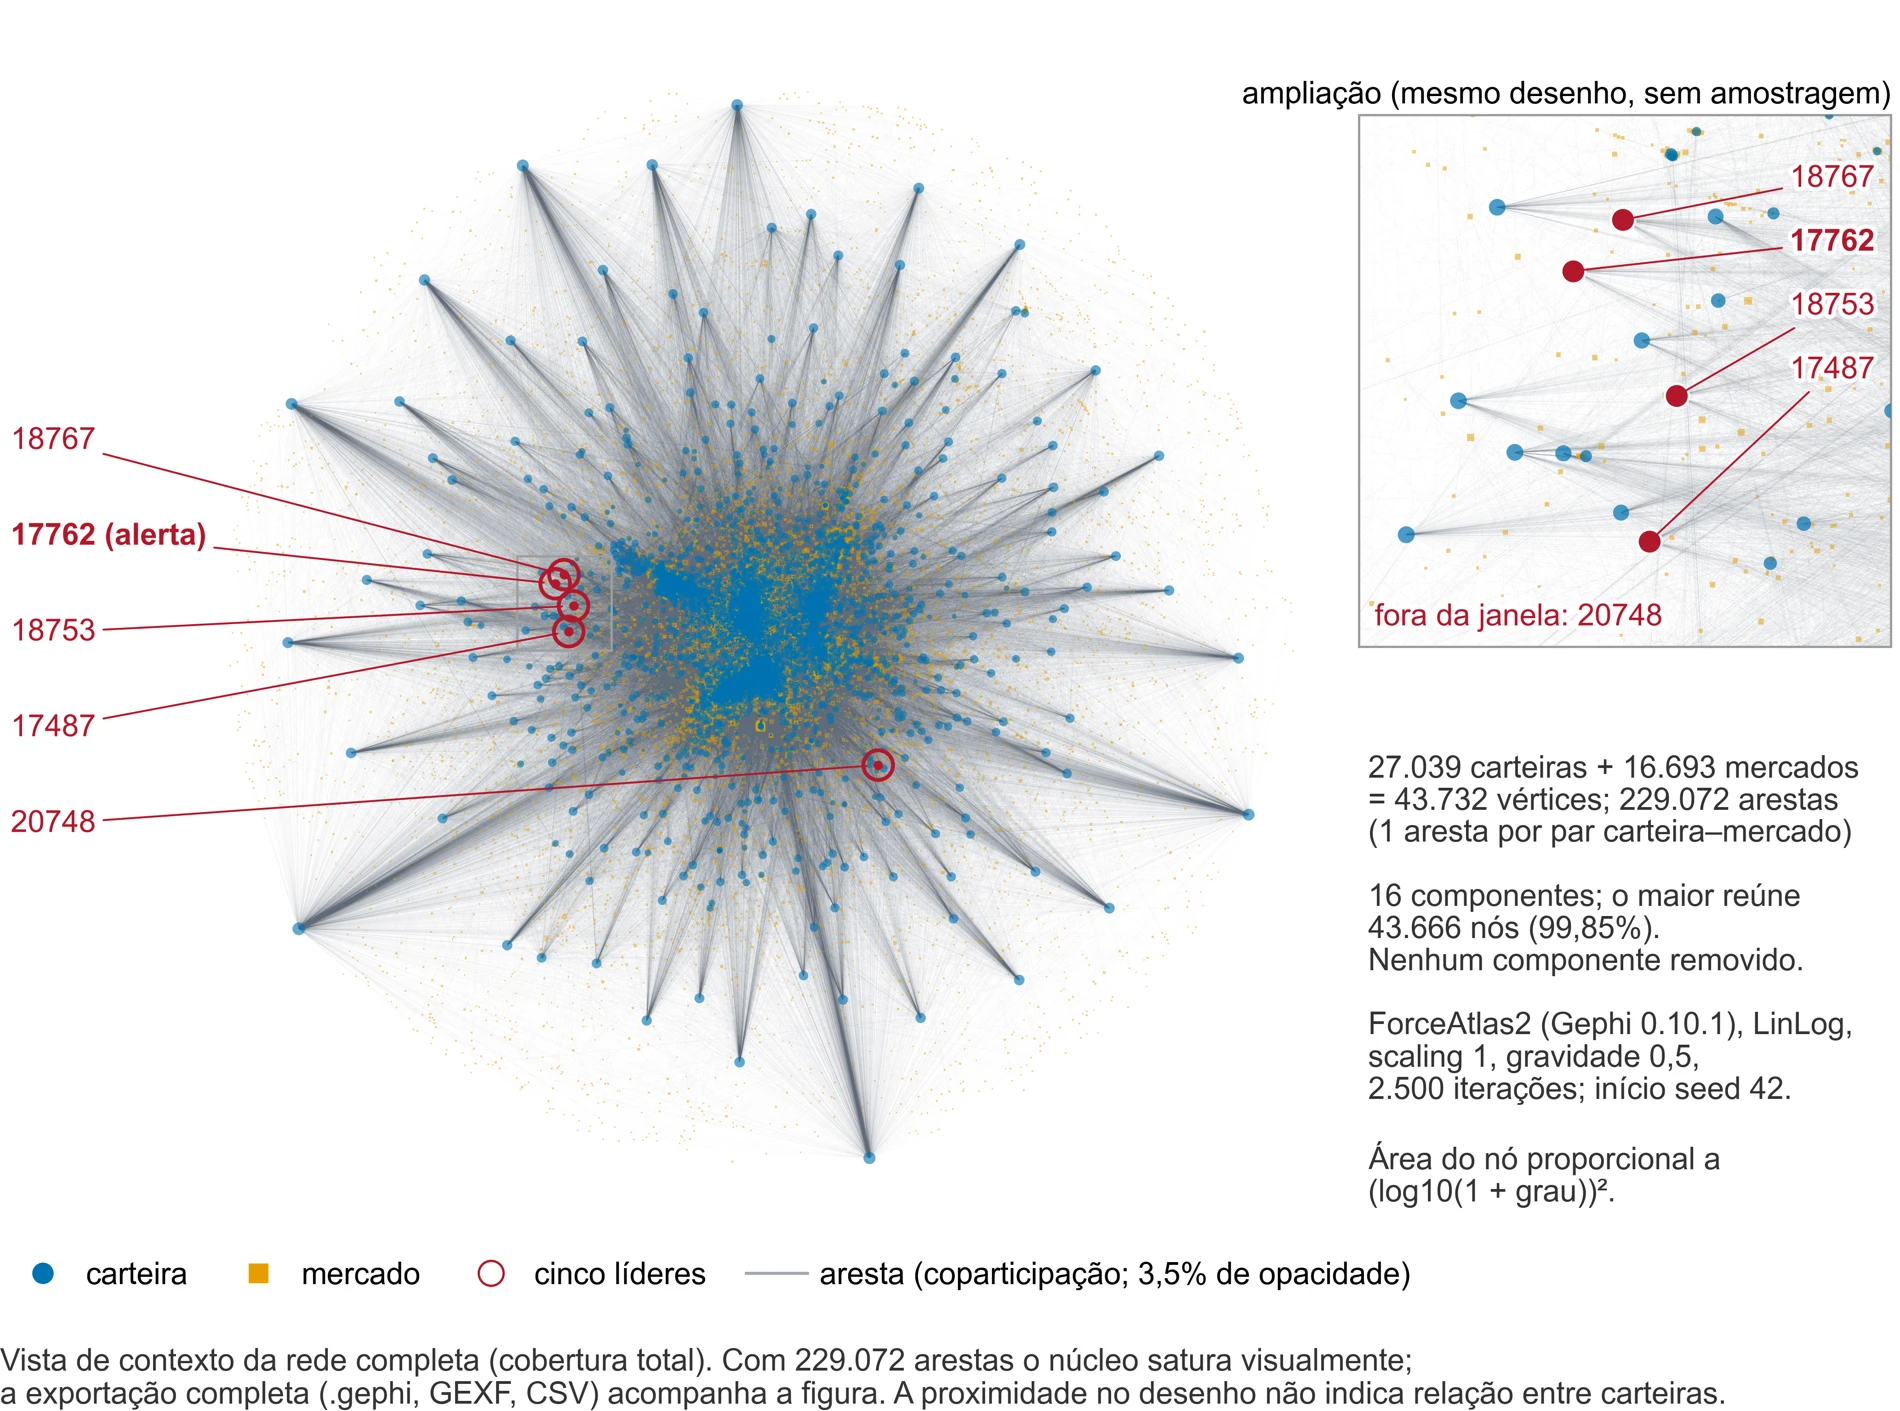 ampliação (mesmo desenho, sem amostragem)
18767
17762
18753
17487
fora da janela: 20748
18767
17762 (alerta)
18753
17487
20748
27.039 carteiras + 16.693 mercados
= 43.732 vértices; 229.072 arestas
(1 aresta por par carteira–mercado)
16 componentes; o maior reúne
43.666 nós (99,85%).
Nenhum componente removido.
ForceAtlas2 (Gephi 0.10.1), LinLog,
scaling 1, gravidade 0,5,
2.500 iterações; início seed 42.
Área do nó proporcional a
(log10(1 + grau))².
carteira
mercado
cinco líderes
aresta (coparticipação; 3,5% de opacidade)
Vista de contexto da rede completa (cobertura total). Com 229.072 arestas o núcleo satura visualmente;
a exportação completa (.gephi, GEXF, CSV) acompanha a figura. A proximidade no desenho não indica relação entre carteiras.